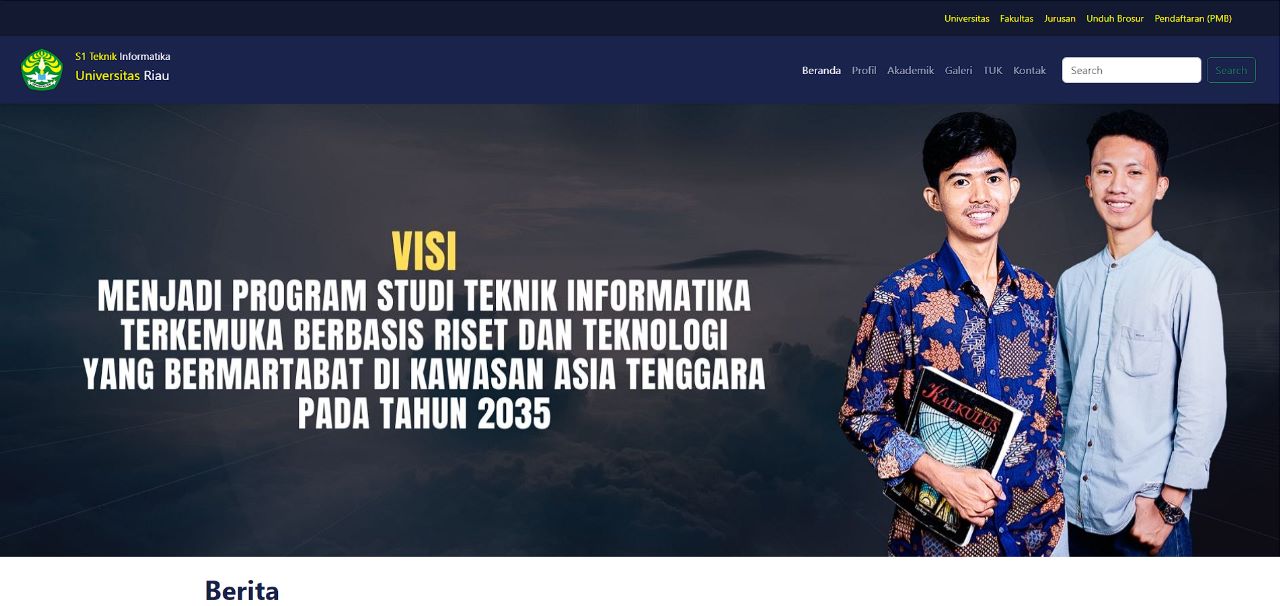 Universitas Fakultas Jurusan Unduh Brosur Pendaftaran (PMB)
S1 Teknik Informatika
Universitas Riau
Beranda Profil Akademik Galeri TUK Kontak Search Search
VISI
MENJADI PROGRAM STUDI TEKNIK INFORMATIKA
TERKEMUKA BERBASIS RISET DAN TEKNOLOGI
YANG BERMARTABAT DI KAWASAN ASIA TENGGARA
PADA TAHUN 2035
KALKULUS
Berita